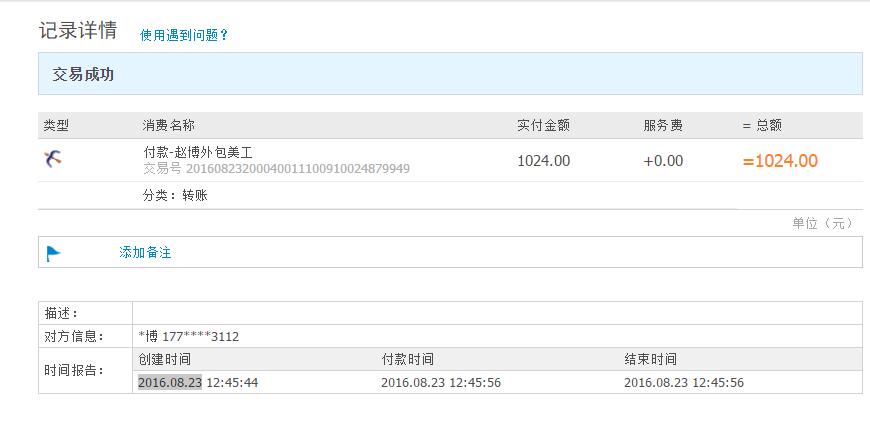 记录详情 使用遇到问题？
交易成功
类型 消费名称 实付金额 服务费 = 总额
付款-赵博外包美工 1024.00 +0.00 =1024.00
交易号 20160823200040011100910024879949
分类：转账
单位（元）
添加备注
描述：
对方信息： *博 177****3112
时间报告： 创建时间 付款时间 结束时间
2016.08.23 12:45:44 2016.08.23 12:45:56 2016.08.23 12:45:56